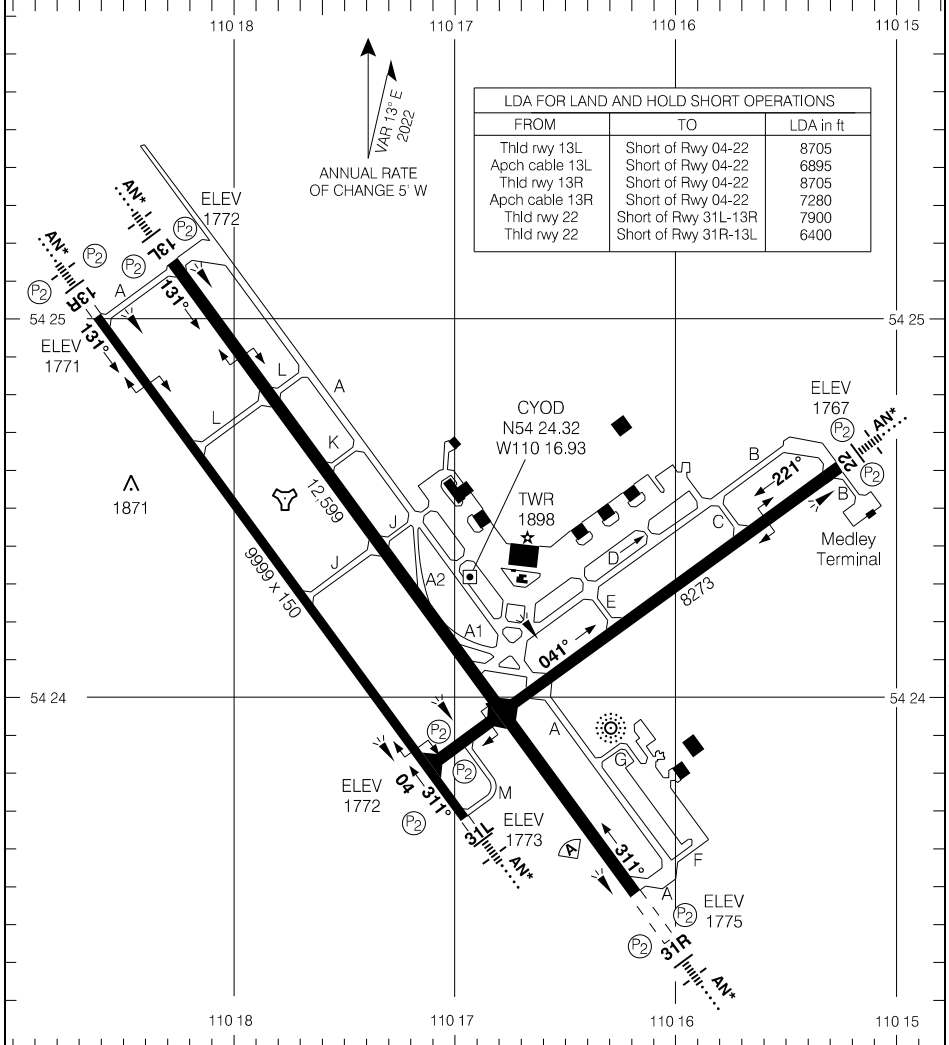 110 18
110 17
110 16
110 15
VAR 13° E
2022
ANNUAL RATE
OF CHANGE 5' W
LDA FOR LAND AND HOLD SHORT OPERATIONS
FROM TO LDA in ft
Thld rwy 13L Short of Rwy 04-22 8705
Apch cable 13L Short of Rwy 04-22 6895
Thld rwy 13R Short of Rwy 04-22 8705
Apch cable 13R Short of Rwy 04-22 7280
Thld rwy 22 Short of Rwy 31L-13R 7900
Thld rwy 22 Short of Rwy 31R-13L 6400
AN*
ELEV
1772
P2
13L
AN*
P2
P2
P2
13R
A
131°
131°
54 25
54 25
ELEV
1771
L
A
L
K
ELEV
1767
P2
AN*
22
P2
CYOD
N54 24.32
W110 16.93
B
221°
B
1871
12,599
TWR
1898
J
C
Medley
Terminal
D
J
A2
E
8273
9999 x 150
A1
041°
54 24
54 24
A
P2
G
P2
ELEV
1772
04
311°
M
P2
31L
ELEV
1773
AN*
A
311°
F
A
ELEV
1775
P2
P2
31R
AN*
110 18
110 17
110 16
110 15